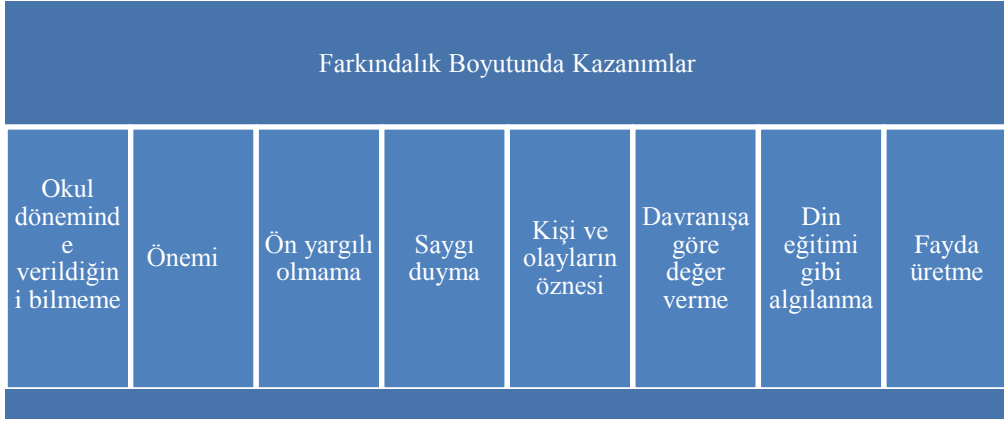 Farkındalık Boyutunda Kazanımlar
Okul
dönemind
e
verildiğin
i bilmeme
Önemi
Ön yargılı
olmama
Saygı
duyma
Kişi ve
olayların
öznesi
Davranışa
göre
değer
verme
Din
eğitimi
gibi
algılanma
Fayda
üretme